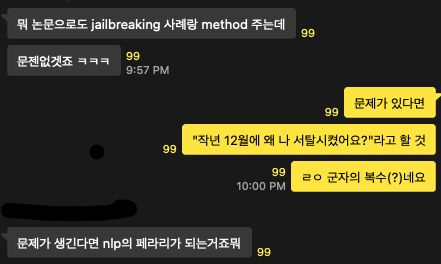 뭐 논문으로도 jailbreaking 사례랑 method 주는데
99
문젠없겟죠 ㅋㅋㅋ
99
9:57 PM
문제가 있다면
99
"작년 12월에 왜 나 서탈시켰어요?"라고 할 것
99
ㄹㅇ 군자의 복수(?)네요
99
10:00 PM
문제가 생긴다면 nlp의 페라리가 되는거죠뭐
99